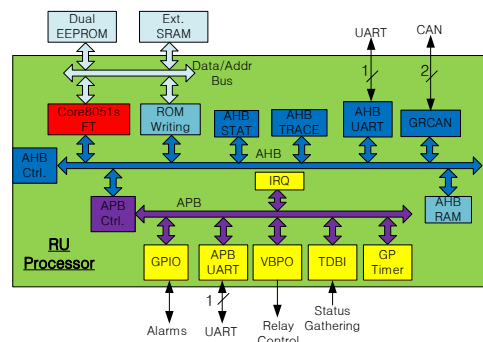 Dual
EEPROM
Ext.
SRAM
UART
CAN
Data/Addr
Bus
1
2
Core8051s
FT
ROM
Writing
AHB
STAT
AHB
TRACE
AHB
UART
GRCAN
AHB
Ctrl.
AHB
IRQ
APB
Ctrl.
APB
AHB
RAM
RU
Processor
GPIO
APB
UART
VBPO
TDBI
GP
Timer
1
Alarms
UART
Relay
Control
Status
Gathering